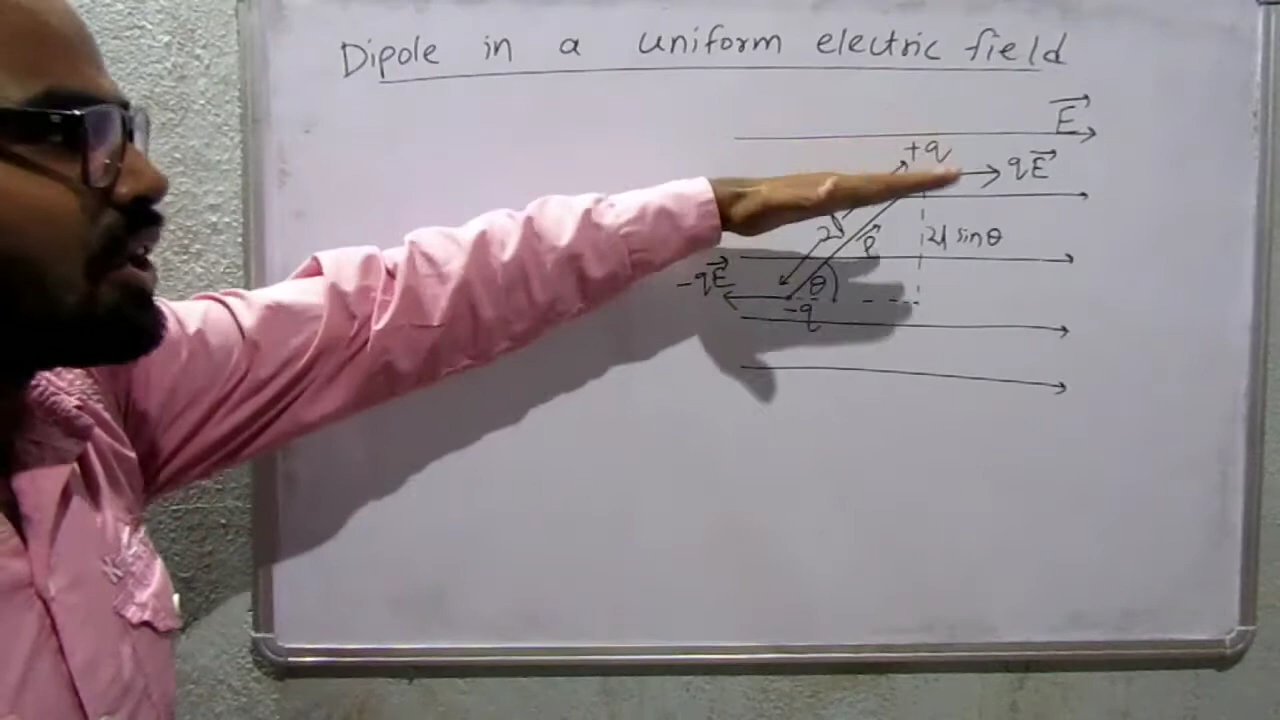 Dipole in a uniform electric field
E
+q
qE
2l
p
2l sinθ
-qE
θ
-q